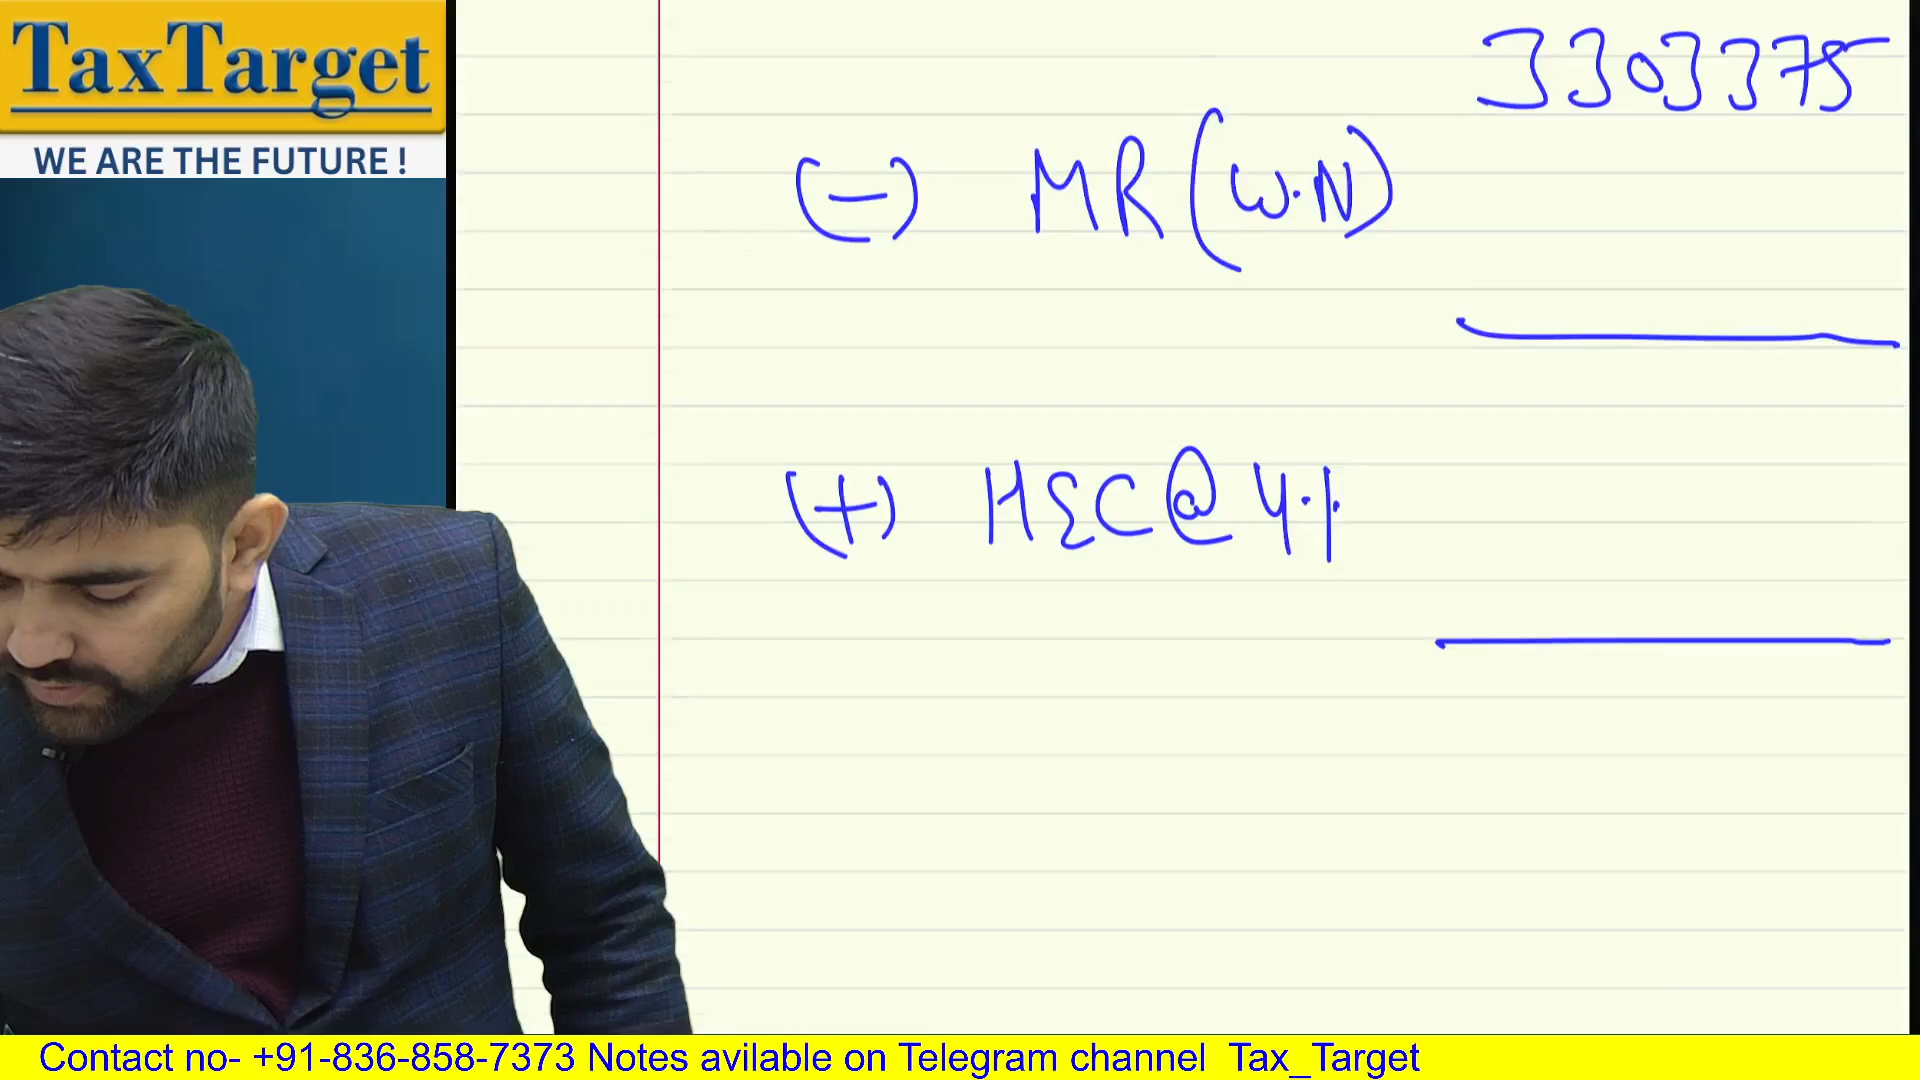 TaxTarget
WE ARE THE FUTURE !
3303375
(-) MR (W.N)
(+) HEC @ 4%
Contact no- +91-836-858-7373 Notes avilable on Telegram channel Tax_Target